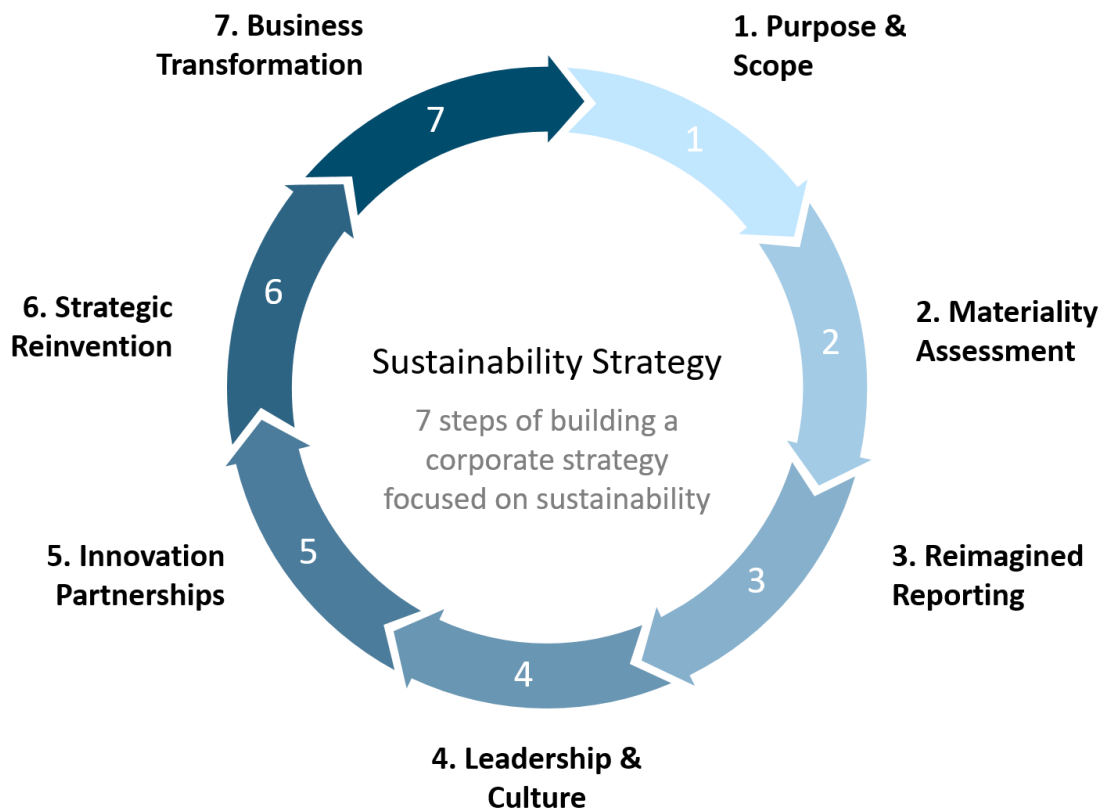 7. Business
Transformation
1. Purpose &
Scope
7
1
6. Strategic
Reinvention
6
2. Materiality
Assessment
2
Sustainability Strategy
7 steps of building a
corporate strategy
focused on sustainability
5. Innovation
Partnerships
5
3. Reimagined
Reporting
3
4
4. Leadership &
Culture